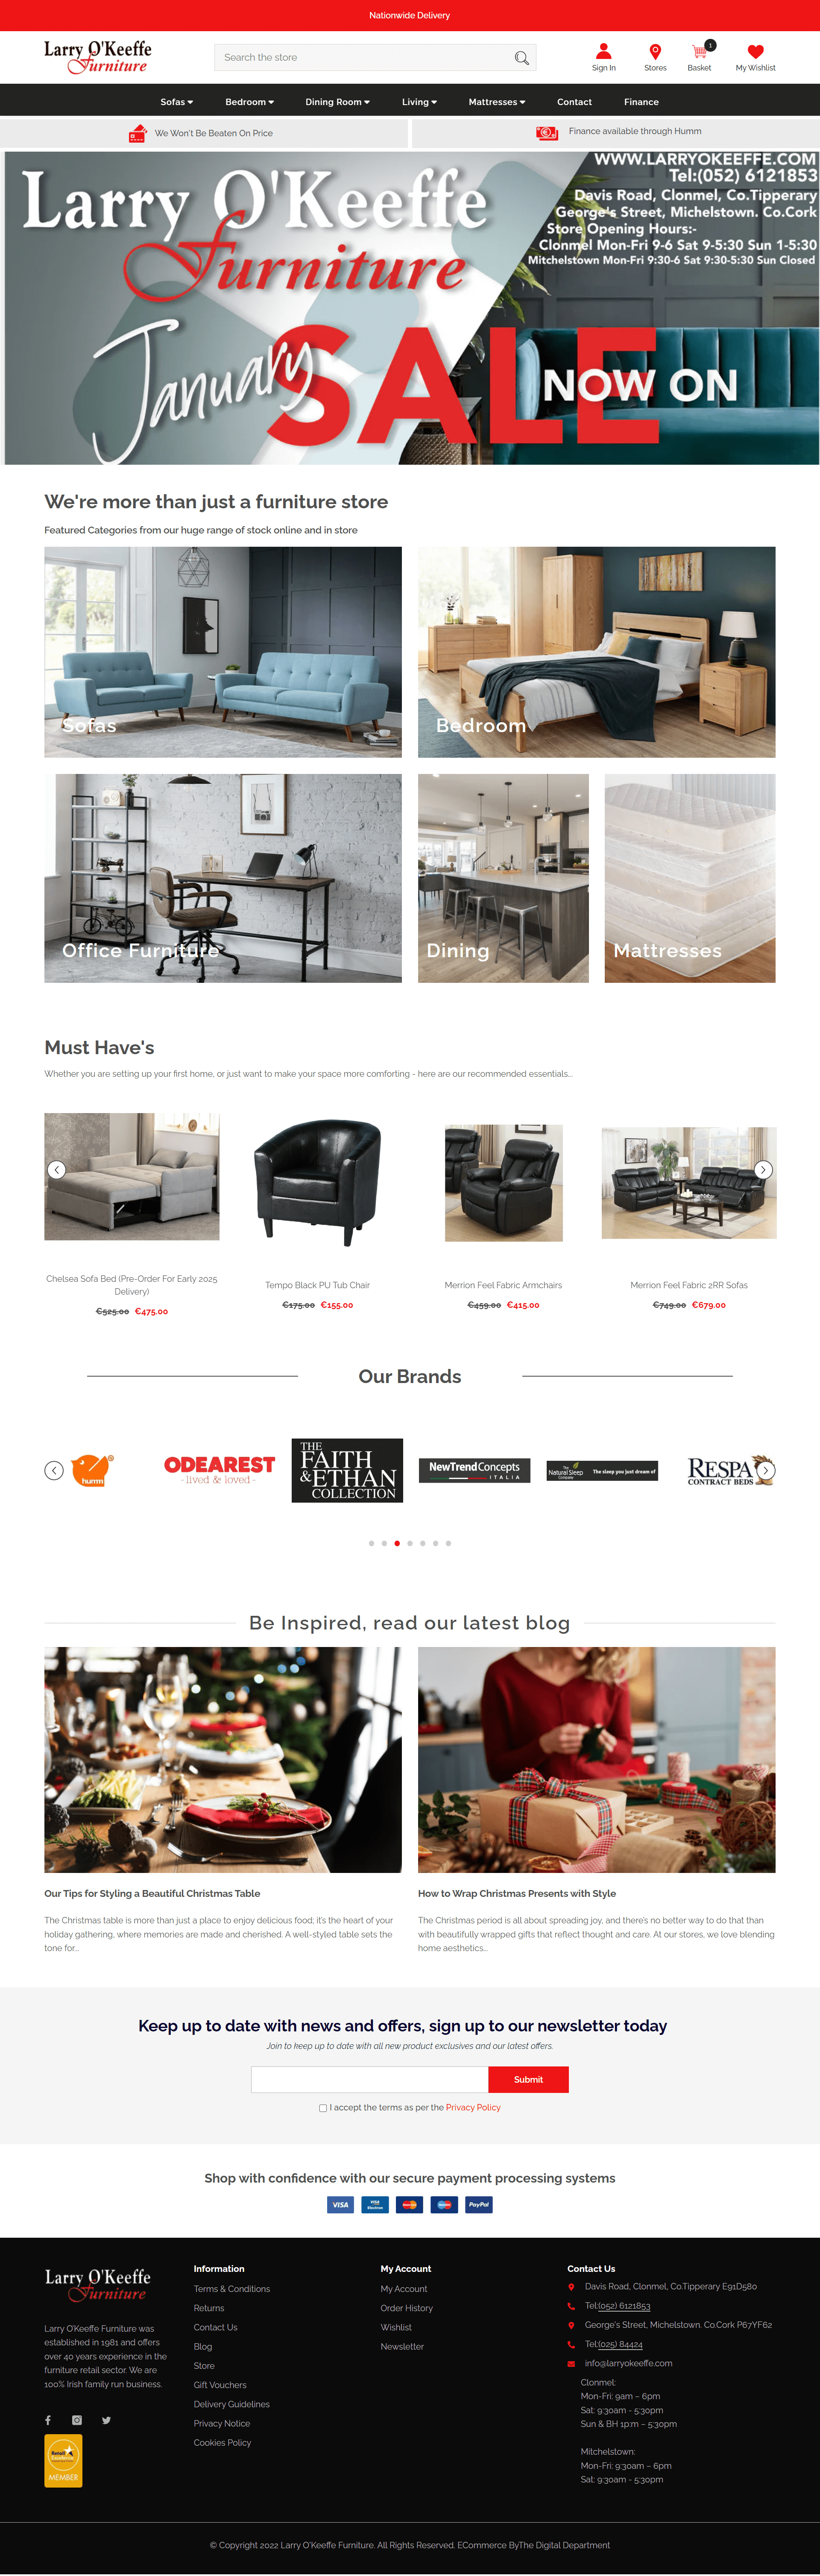 Nationwide Delivery
Larry O'Keeffe
Furniture
Search the store
Sign In
Stores
1
Basket
My Wishlist
Sofas
Bedroom
Dining Room
Living
Mattresses
Contact
Finance
We Won't Be Beaten On Price
Finance available through Humm
Larry O'Keeffe
Furniture
WWW.LARRYOKEEFFE.COM
Tel:(052) 6121853
Davis Road, Clonmel, Co.Tipperary
George's Street, Michelstown. Co.Cork
Store Opening Hours:-
Clonmel Mon-Fri 9-6 Sat 9-5:30 Sun 1-5:30
Mitchelstown Mon-Fri 9:30-6 Sat 9:30-5:30 Sun Closed
January
SALE
NOW ON
We're more than just a furniture store
Featured Categories from our huge range of stock online and in store
Sofas
Bedroom
Office Furniture
Dining
Mattresses
Must Have's
Whether you are setting up your first home, or just want to make your space more comforting - here are our recommended essentials...
Chelsea Sofa Bed (Pre-Order For Early 2025
Delivery)
€525.00 €475.00
Tempo Black PU Tub Chair
€175.00 €155.00
Merrion Feel Fabric Armchairs
€459.00 €415.00
Merrion Feel Fabric 2RR Sofas
€749.00 €679.00
Our Brands
humm
ODEAREST
- lived & loved -
THE
FAITH
& ETHAN
COLLECTION
NewTrend Concepts
ITALIA
The
Natural Sleep
Company
The sleep you just dream of
RESPA
CONTRACT BEDS
Be Inspired, read our latest blog
Our Tips for Styling a Beautiful Christmas Table
The Christmas table is more than just a place to enjoy delicious food; it's the heart of your
holiday gathering, where memories are made and cherished. A well-styled table sets the
tone for...
How to Wrap Christmas Presents with Style
The Christmas period is all about spreading joy, and there's no better way to do that than
with beautifully wrapped gifts that reflect thought and care. At our stores, we love blending
home aesthetics...
Keep up to date with news and offers, sign up to our newsletter today
Join to keep up to date with all new product exclusives and our latest offers.
Submit
I accept the terms as per the Privacy Policy
Shop with confidence with our secure payment processing systems
VISA
VISA
Electron
PayPal
Larry O'Keeffe
Furniture
Larry O'Keeffe Furniture was
established in 1981 and offers
over 40 years experience in the
furniture retail sector. We are
100% Irish family run business.
Retail
Excellence
MEMBER
Information
Terms & Conditions
Returns
Contact Us
Blog
Store
Gift Vouchers
Delivery Guidelines
Privacy Notice
Cookies Policy
My Account
My Account
Order History
Wishlist
Newsletter
Contact Us
Davis Road, Clonmel, Co.Tipperary E91D580
Tel:(052) 6121853
George's Street, Michelstown. Co.Cork P67YF62
Tel:(025) 84424
info@larryokeeffe.com
Clonmel:
Mon-Fri: 9am – 6pm
Sat: 9:30am - 5:30pm
Sun & BH 1p.m – 5:30pm
Mitchelstown:
Mon-Fri: 9:30am – 6pm
Sat: 9:30am - 5:30pm
© Copyright 2022 Larry O'Keeffe Furniture. All Rights Reserved. ECommerce ByThe Digital Department